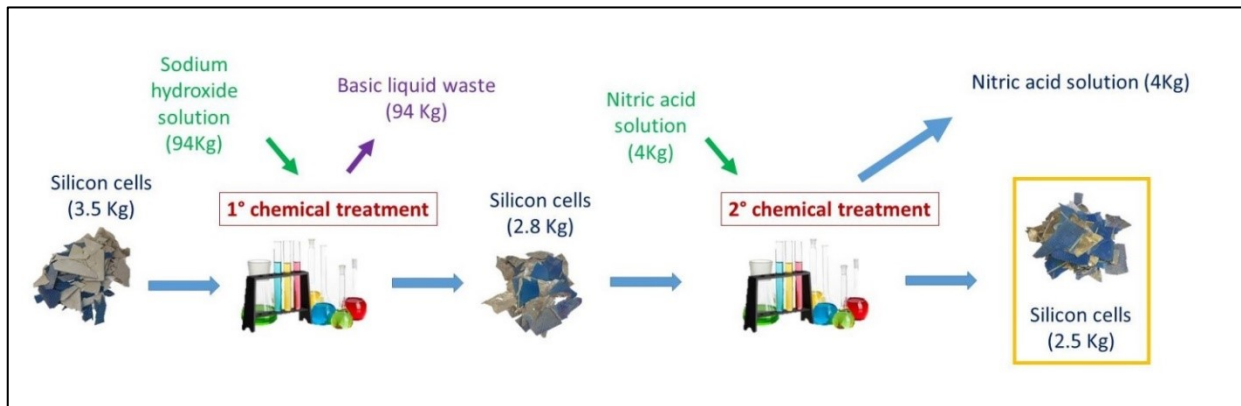 Sodium
hydroxide
solution
(94Kg)
Basic liquid waste
(94 Kg)
Nitric acid
solution
(4Kg)
Nitric acid solution (4Kg)
Silicon cells
(3.5 Kg)
1° chemical treatment
Silicon cells
(2.8 Kg)
2° chemical treatment
Silicon cells
(2.5 Kg)